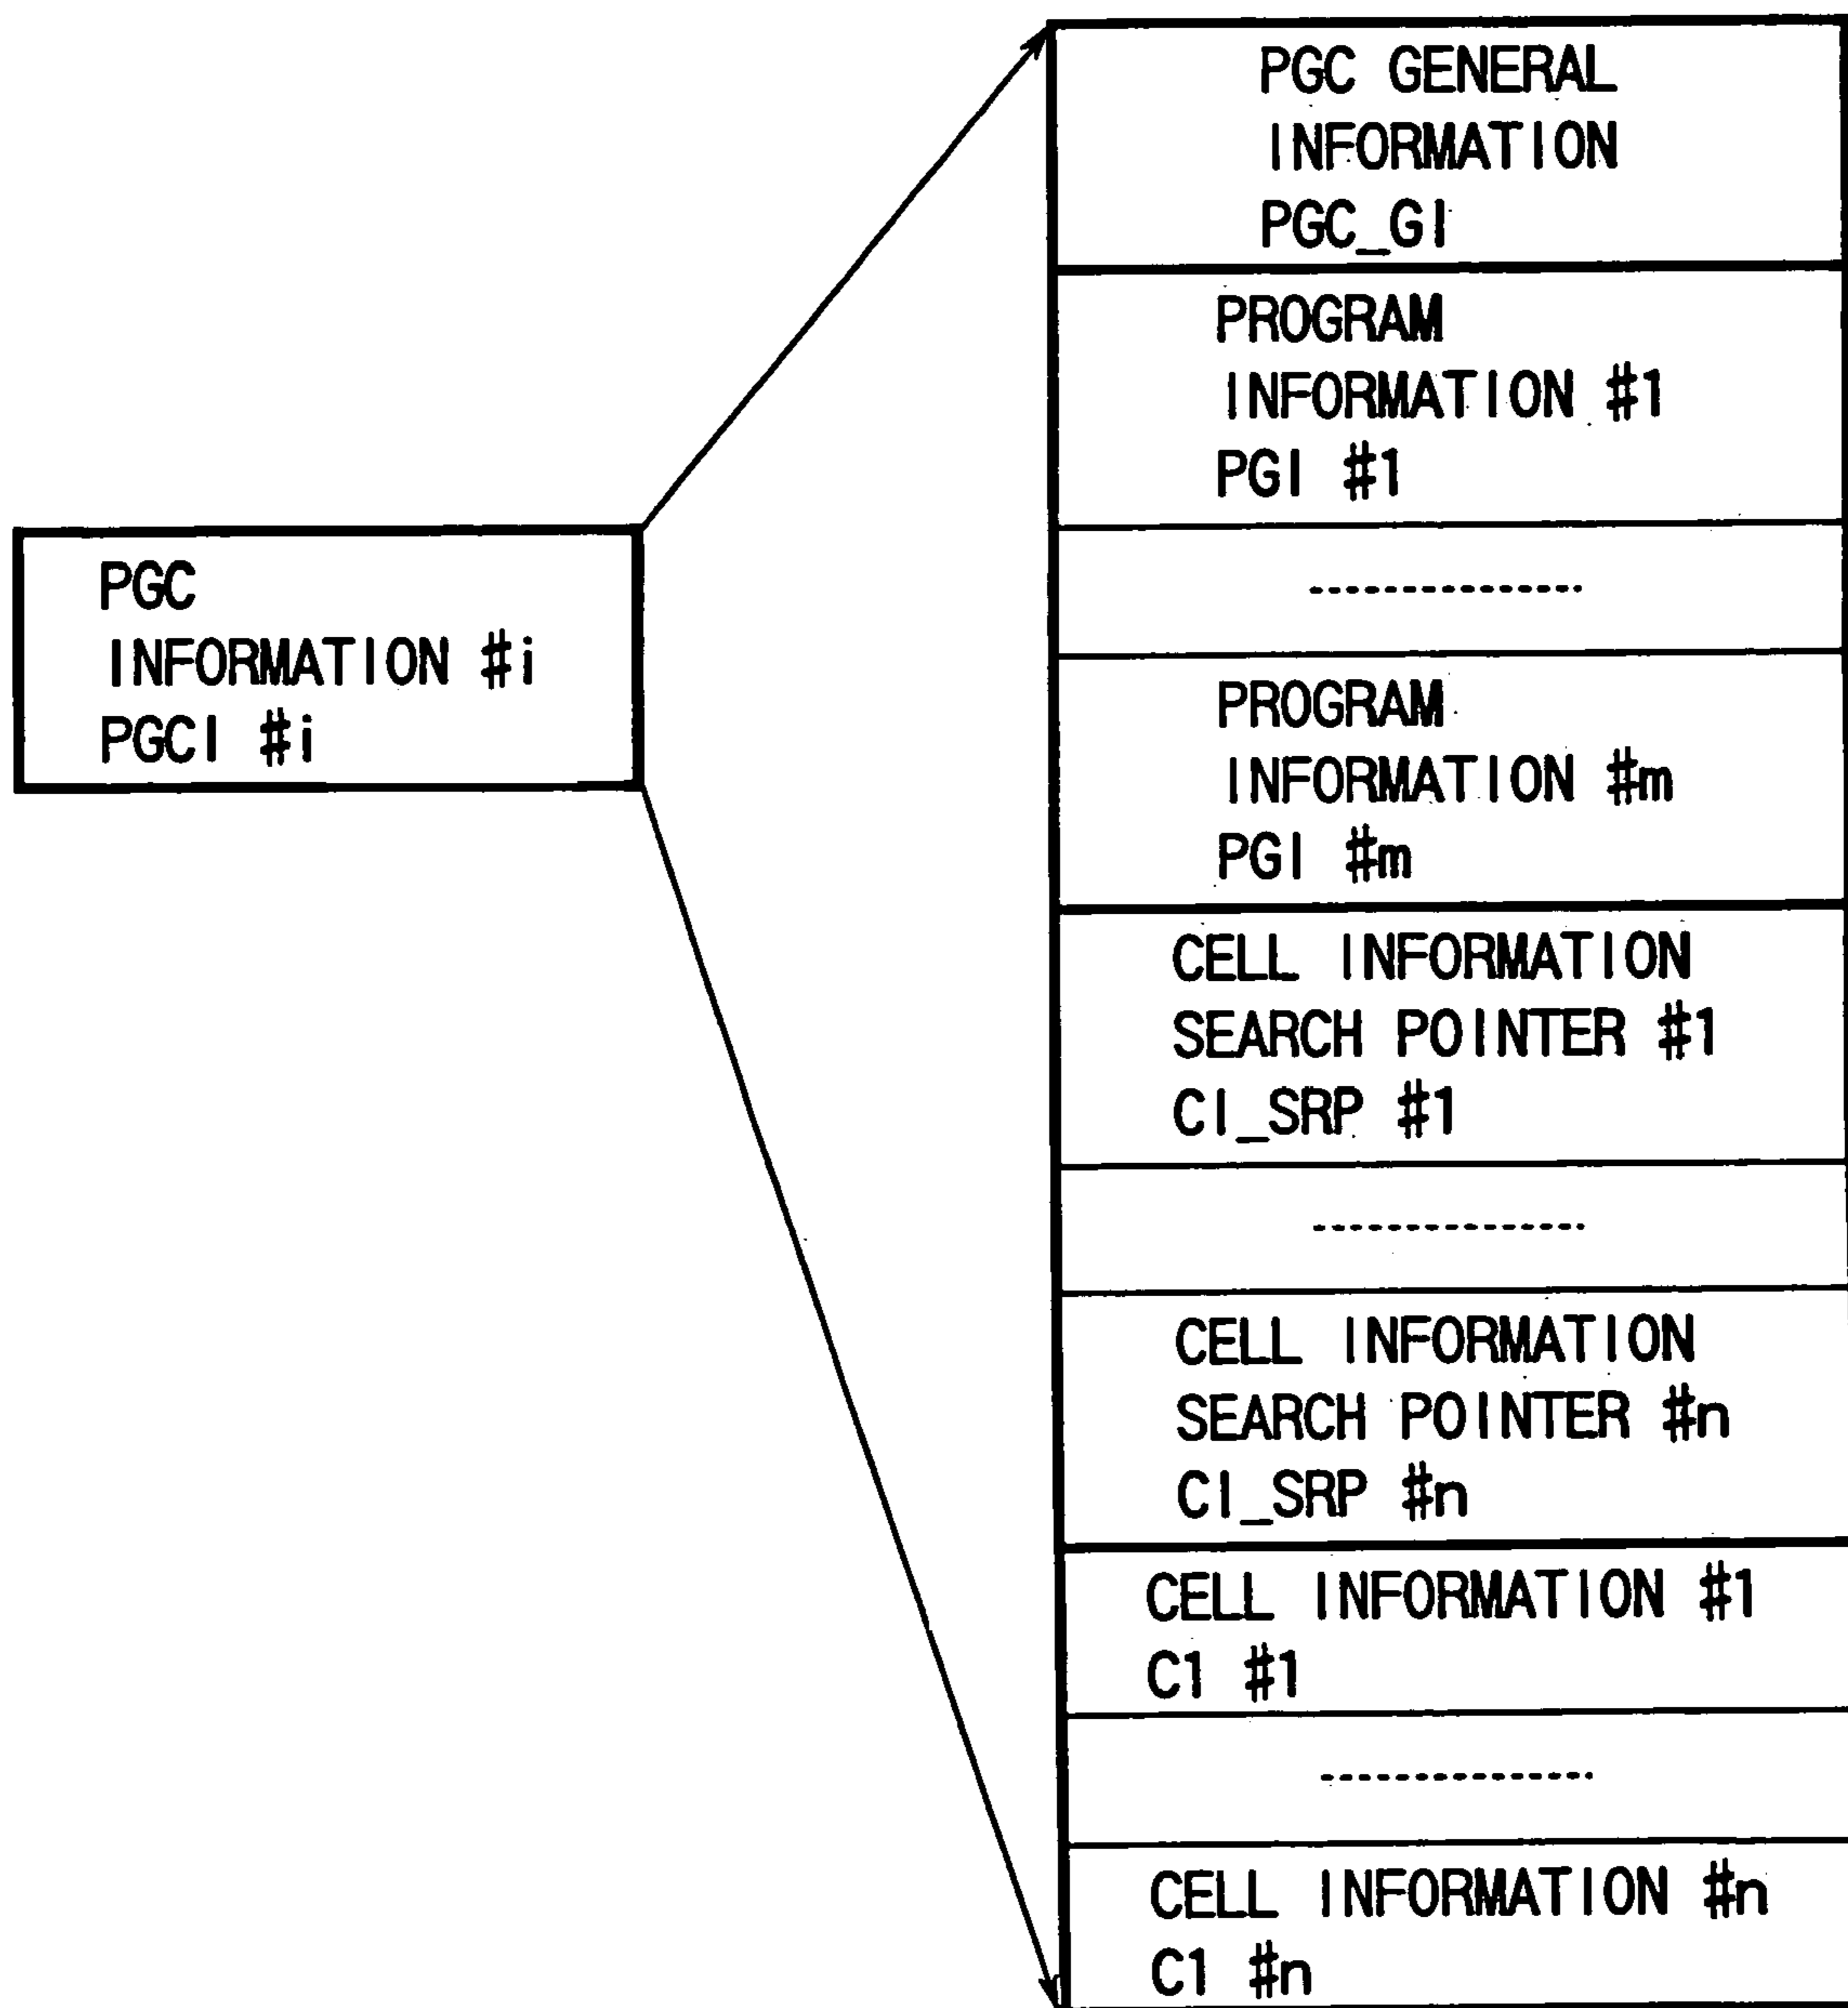 PGC
INFORMATION #i
PGCI #i
PGC GENERAL
INFORMATION
PGC_GI
PROGRAM
INFORMATION #1
PGI #1
---------------
PROGRAM
INFORMATION #m
PGI #m
CELL INFORMATION
SEARCH POINTER #1
CI_SRP #1
---------------
CELL INFORMATION
SEARCH POINTER #n
CI_SRP #n
CELL INFORMATION #1
C1 #1
---------------
CELL INFORMATION #n
C1 #n